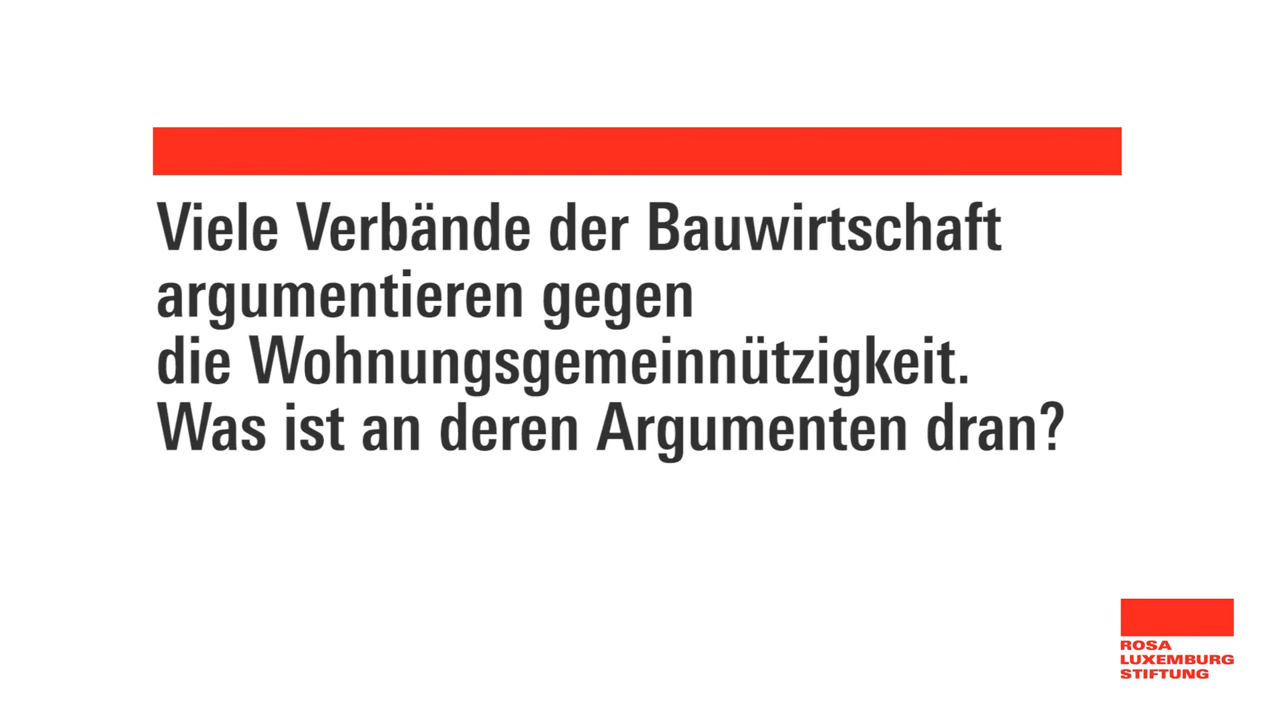 Viele Verbände der Bauwirtschaft
argumentieren gegen
die Wohnungsgemeinnützigkeit.
Was ist an deren Argumenten dran?
ROSA
LUXEMBURG
STIFTUNG